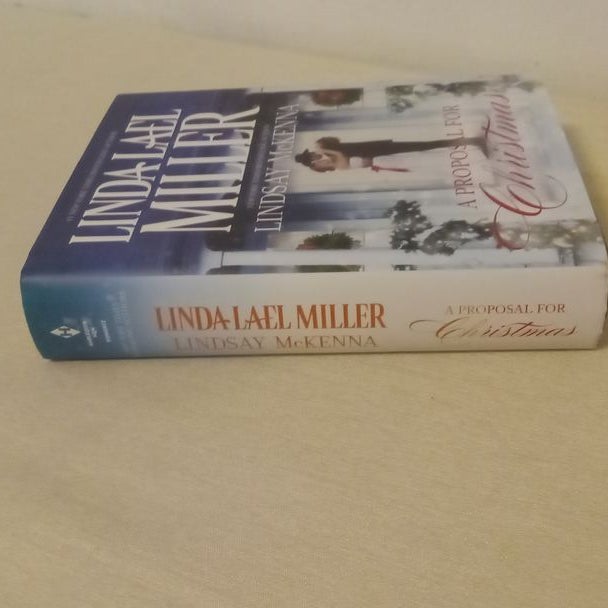 LINDA LAEL
MILLER
LINDSAY McKENNA
A PROPOSAL FOR
Christmas
LINDA LAEL MILLER
LINDSAY McKENNA
A PROPOSAL FOR
Christmas